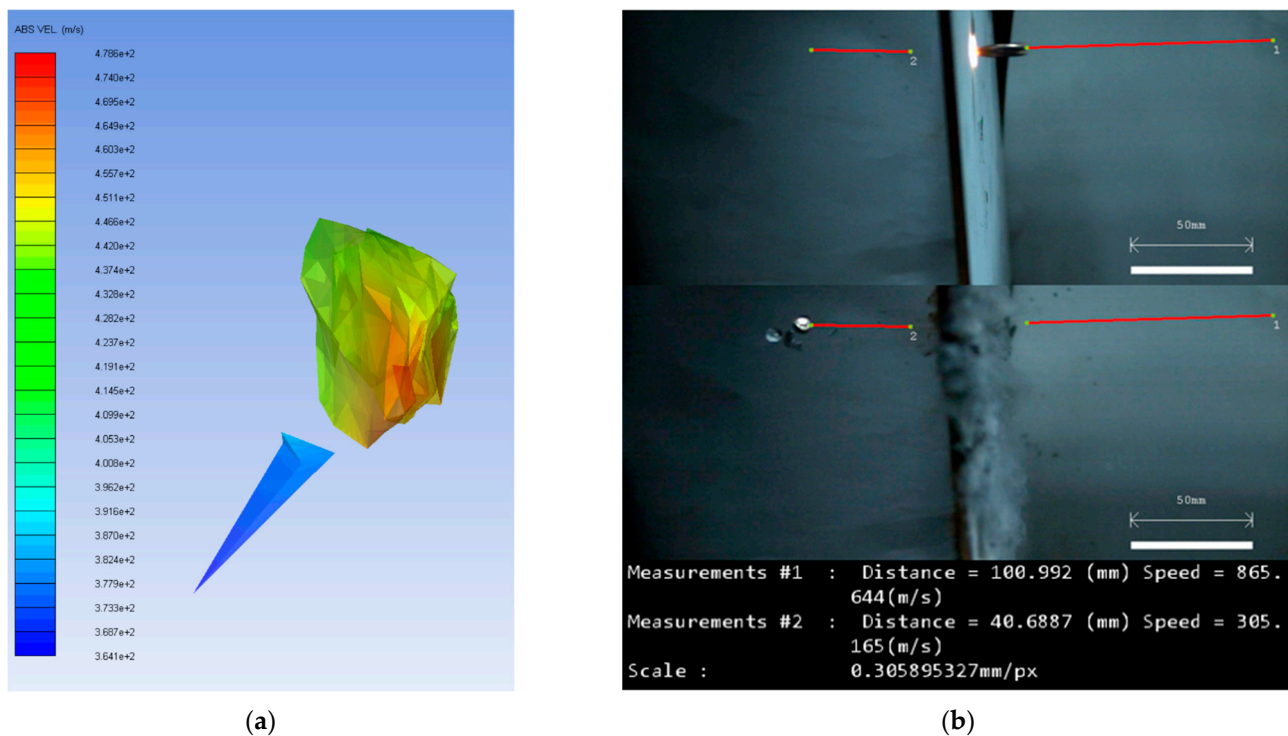 ABS VEL. (m/s)
4.786e+2
4.740e+2
4.695e+2
4.649e+2
4.603e+2
4.557e+2
4.511e+2
4.466e+2
4.420e+2
4.374e+2
4.328e+2
4.282e+2
4.237e+2
4.191e+2
4.145e+2
4.099e+2
4.053e+2
4.008e+2
3.962e+2
3.916e+2
3.870e+2
3.824e+2
3.779e+2
3.733e+2
3.687e+2
3.641e+2
(a)
2
1
50mm
2
1
50mm
Measurements #1 : Distance = 100.992 (mm) Speed = 865.
644(m/s)
Measurements #2 : Distance = 40.6887 (mm) Speed = 305.
165(m/s)
Scale : 0.305895327mm/px
(b)